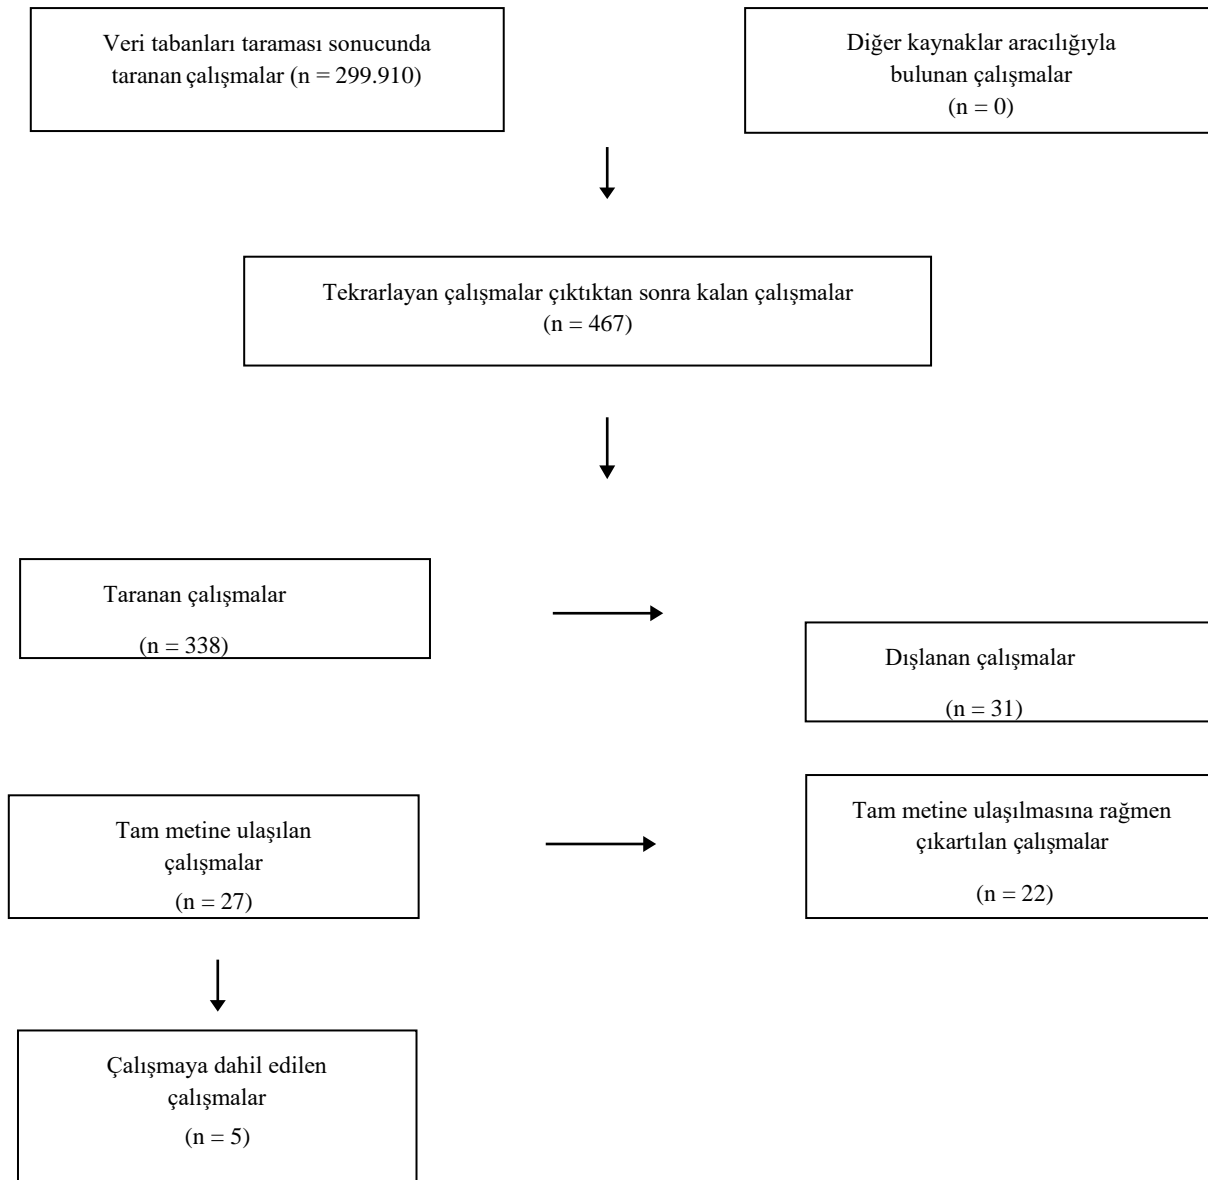 Veri tabanları taraması sonucunda
taranan çalışmalar (n = 299.910)
Diğer kaynaklar aracılığıyla
bulunan çalışmalar
(n = 0)
Tekrarlayan çalışmalar çıktıktan sonra kalan çalışmalar
(n = 467)
Taranan çalışmalar
(n = 338)
Dışlanan çalışmalar
(n = 31)
Tam metine ulaşılan
çalışmalar
(n = 27)
Tam metine ulaşılmasına rağmen
çıkartılan çalışmalar
(n = 22)
Çalışmaya dahil edilen
çalışmalar
(n = 5)